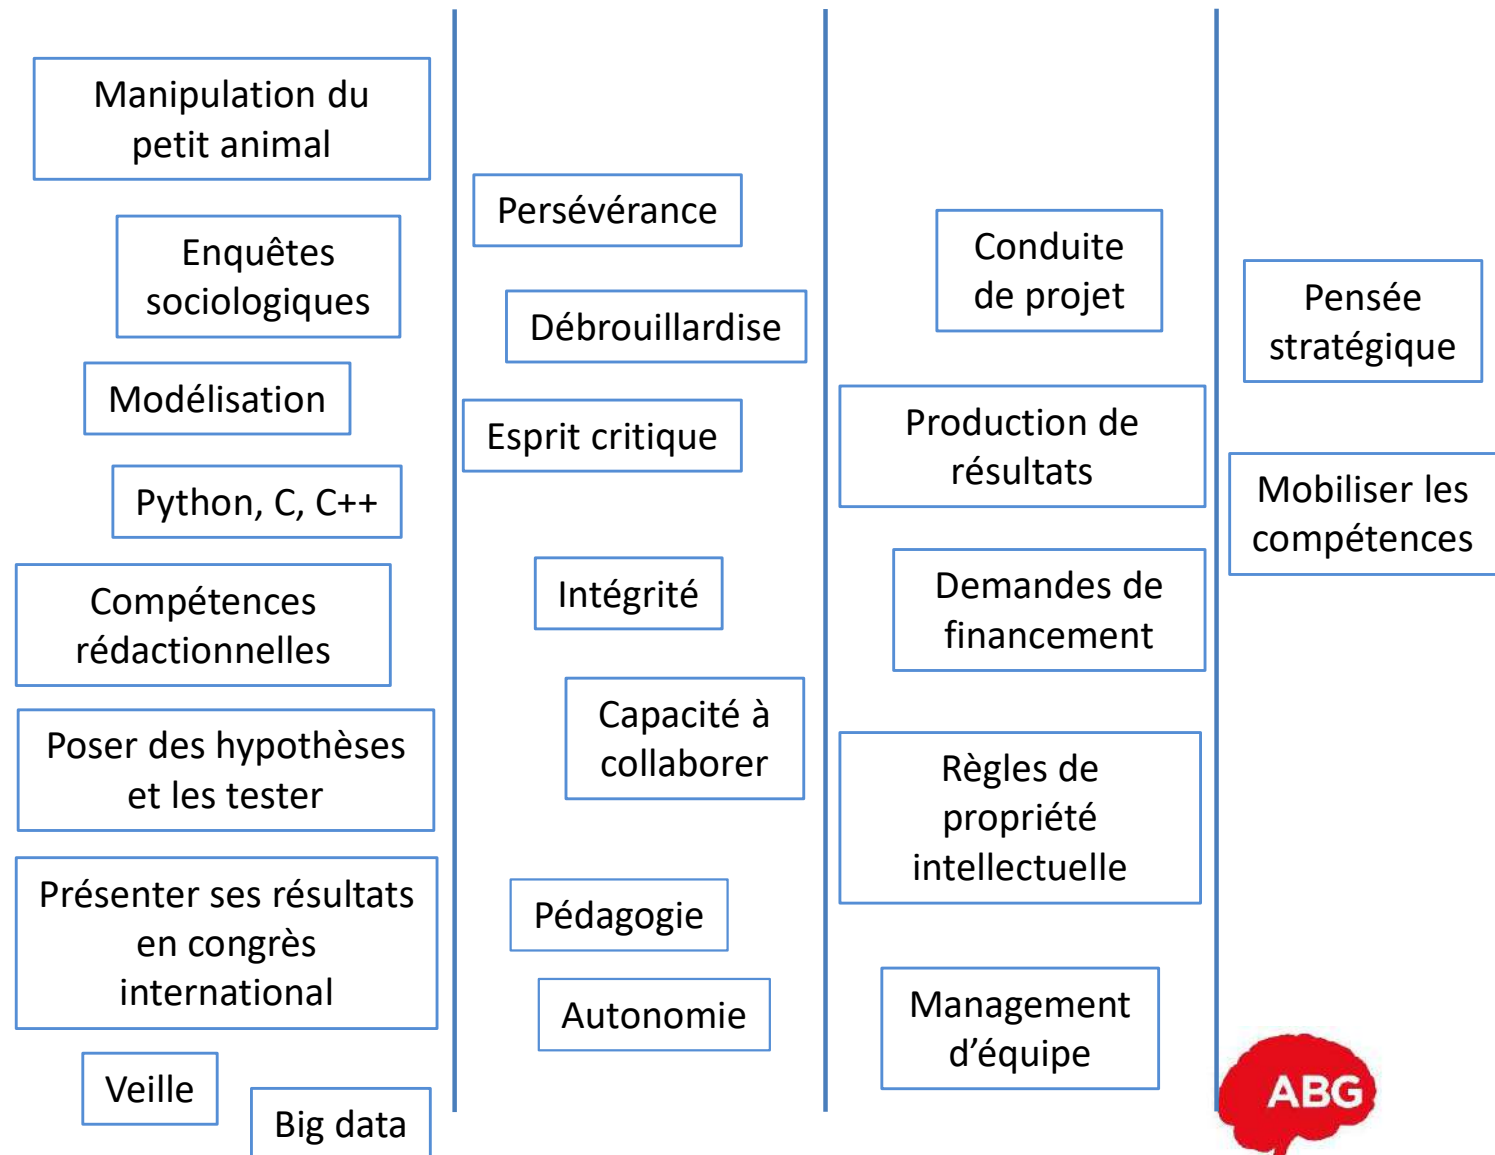 Manipulation du
petit animal
Enquêtes
sociologiques
Modélisation
Python, C, C++
Compétences
rédactionnelles
Poser des hypothèses
et les tester
Présenter ses résultats
en congrès
international
Veille
Big data
Persévérance
Débrouillardise
Esprit critique
Intégrité
Capacité à
collaborer
Pédagogie
Autonomie
Conduite
de projet
Production de
résultats
Demandes de
financement
Règles de
propriété
intellectuelle
Management
d’équipe
Pensée
stratégique
Mobiliser les
compétences
ABG